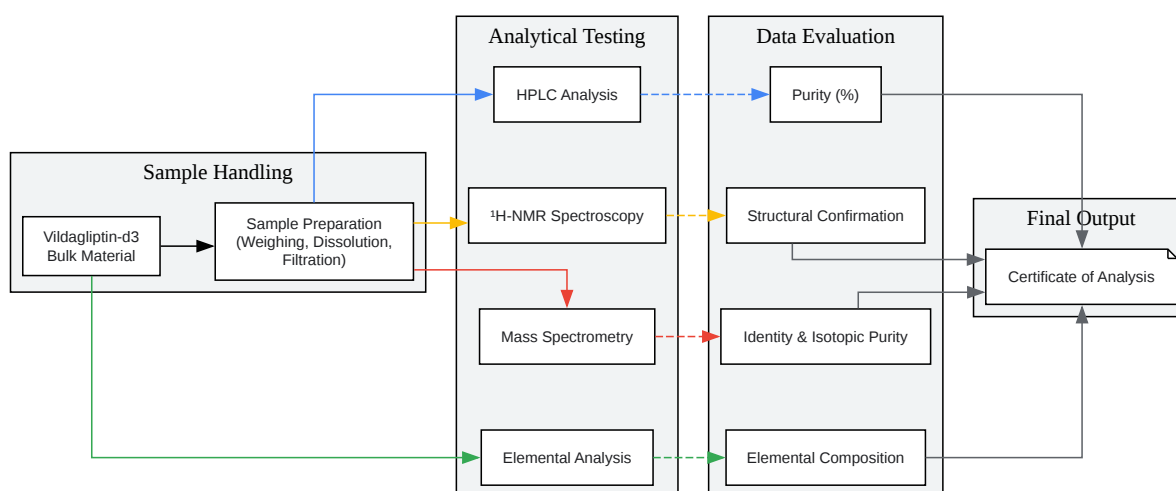 Analytical Testing
Data Evaluation
HPLC Analysis
Purity (%)
Sample Handling
Vildagliptin-d3
Bulk Material
Sample Preparation
(Weighing, Dissolution,
Filtration)
¹H-NMR Spectroscopy
Structural Confirmation
Final Output
Certificate of Analysis
Mass Spectrometry
Identity & Isotopic Purity
Elemental Analysis
Elemental Composition